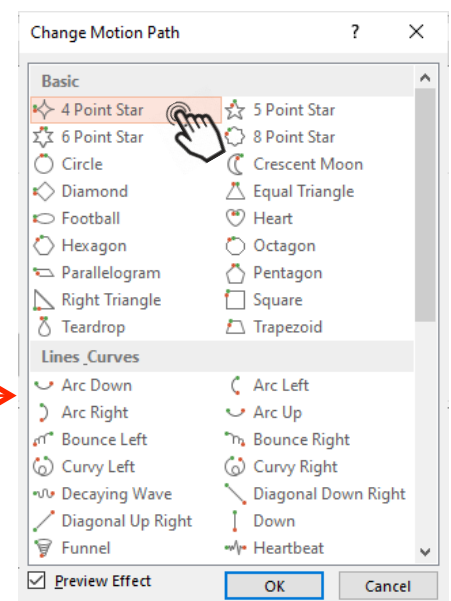 Change Motion Path ? ×
Basic
4 Point Star 5 Point Star
6 Point Star 8 Point Star
Circle Crescent Moon
Diamond Equal Triangle
Football Heart
Hexagon Octagon
Parallelogram Pentagon
Right Triangle Square
Teardrop Trapezoid
Lines_Curves
Arc Down Arc Left
Arc Right Arc Up
Bounce Left Bounce Right
Curvy Left Curvy Right
Decaying Wave Diagonal Down Right
Diagonal Up Right Down
Funnel Heartbeat
Preview Effect OK Cancel